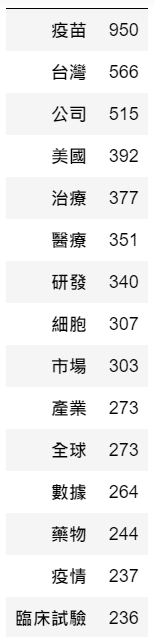 疫苗 950
台灣 566
公司 515
美國 392
治療 377
醫療 351
研發 340
細胞 307
市場 303
產業 273
全球 273
數據 264
藥物 244
疫情 237
臨床試驗 236